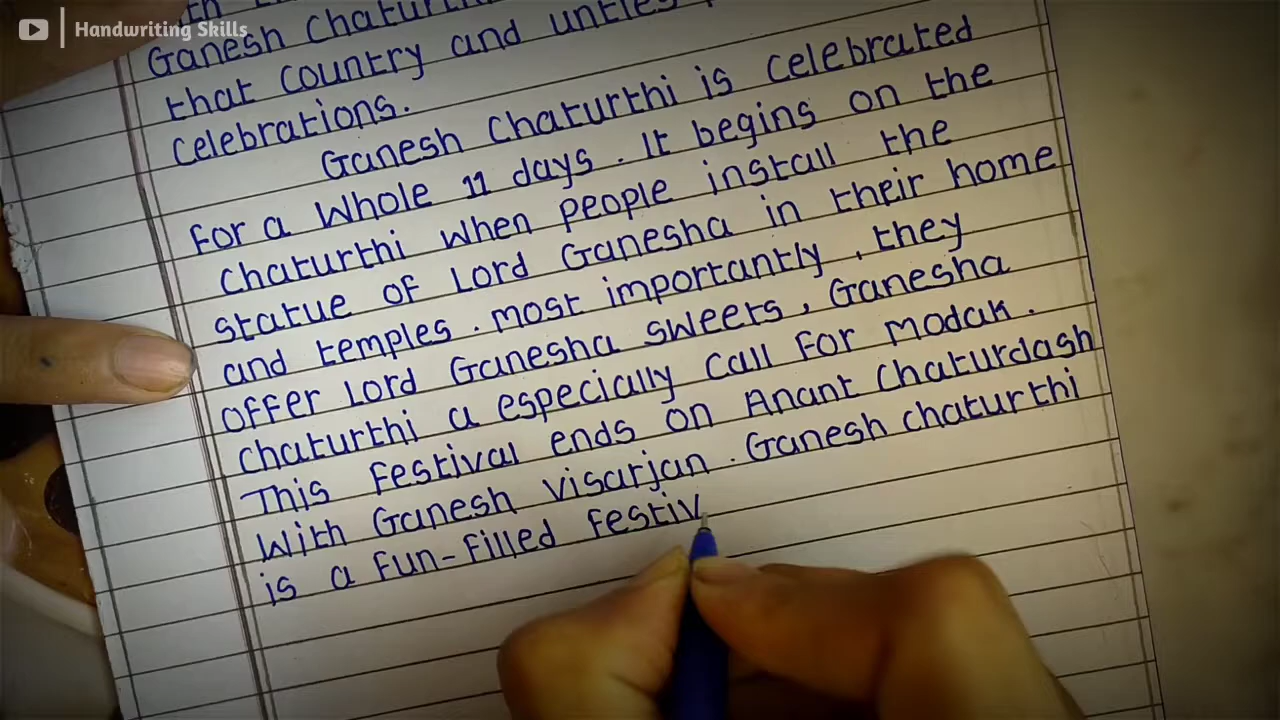 Handwriting Skills
Ganesh Chaturthi
that country and unties
celebrations.
Ganesh Chaturthi is celebrated
For a Whole 11 days. It begins on the
Chaturthi when people install the
statue of Lord Ganesha in their home
and temples. most importantly, they
offer Lord Ganesha sweets, Ganesha
Chaturthi a especially call for modak.
This Festival ends on Anant Chaturdash
With Ganesh visarjan. Ganesh chaturthi
is a fun-filled festiv